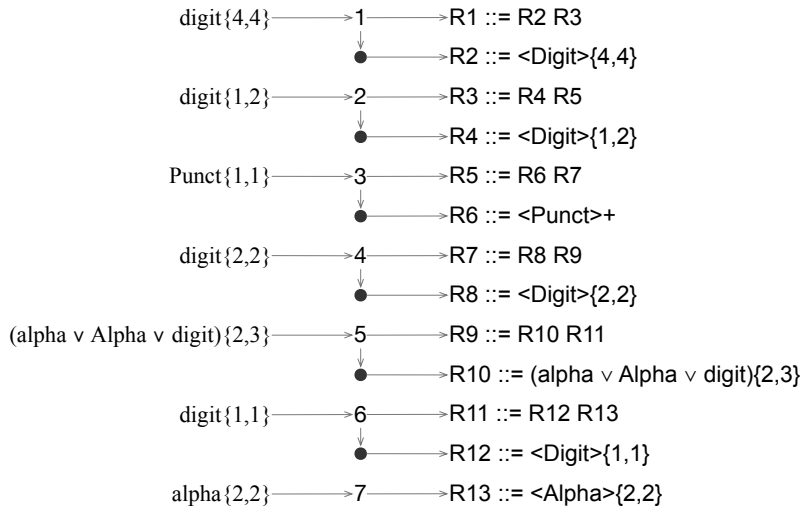 digit{4,4} 1 R1 ::= R2 R3
R2 ::= <Digit>{4,4}
digit{1,2} 2 R3 ::= R4 R5
R4 ::= <Digit>{1,2}
Punct{1,1} 3 R5 ::= R6 R7
R6 ::= <Punct>+
digit{2,2} 4 R7 ::= R8 R9
R8 ::= <Digit>{2,2}
(alpha ∨ Alpha ∨ digit){2,3} 5 R9 ::= R10 R11
R10 ::= (alpha ∨ Alpha ∨ digit){2,3}
digit{1,1} 6 R11 ::= R12 R13
R12 ::= <Digit>{1,1}
alpha{2,2} 7 R13 ::= <Alpha>{2,2}